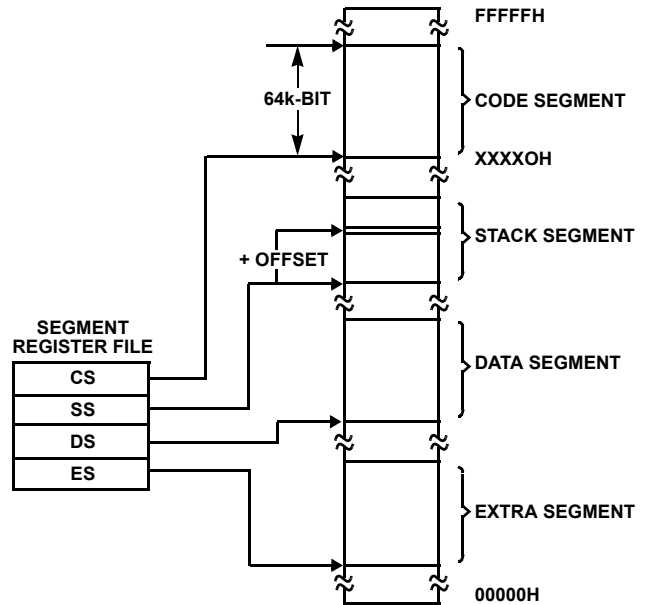 FFFFFH
64k-BIT
CODE SEGMENT
XXXXOH
STACK SEGMENT
+ OFFSET
SEGMENT
REGISTER FILE
CS
SS
DS
ES
DATA SEGMENT
EXTRA SEGMENT
00000H